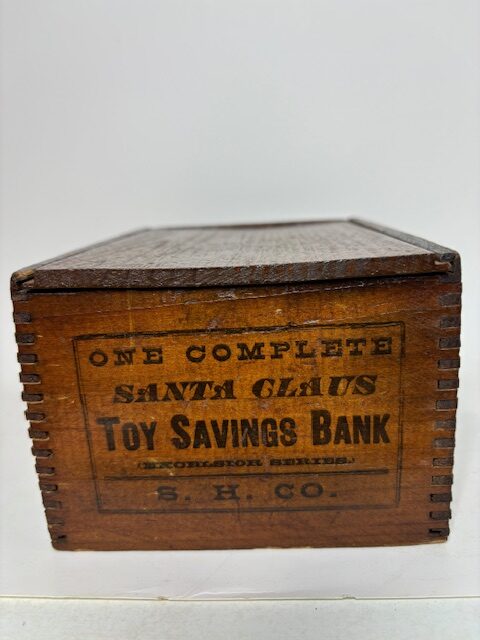 ONE COMPLETE
SANTA CLAUS
TOY SAVINGS BANK
(EXCELSIOR SERIES.)
S. H. CO.